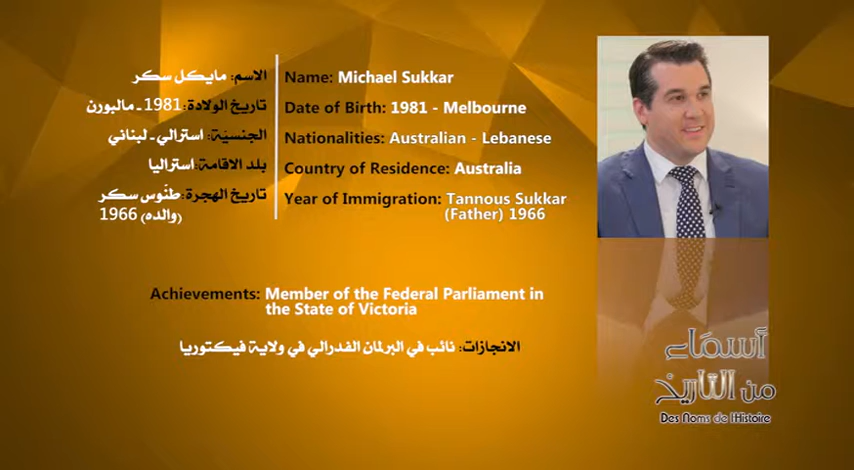 الاسم: مايكل سكر
تاريخ الولادة: 1981 ـ مالبورن
الجنسيّة: استرالي ـ لبناني
بلد الاقامة: استراليا
تاريخ الهجرة: طنّوس سكر
(والده) 1966
Name: Michael Sukkar
Date of Birth: 1981 - Melbourne
Nationalities: Australian - Lebanese
Country of Residence: Australia
Year of Immigration: Tannous Sukkar
(Father) 1966
Achievements: Member of the Federal Parliament in
the State of Victoria
الانجازات: نائب في البرلمان الفدرالي في ولاية فيكتوريا
أسماء
من التاريخ
Des Noms de l'Histoire